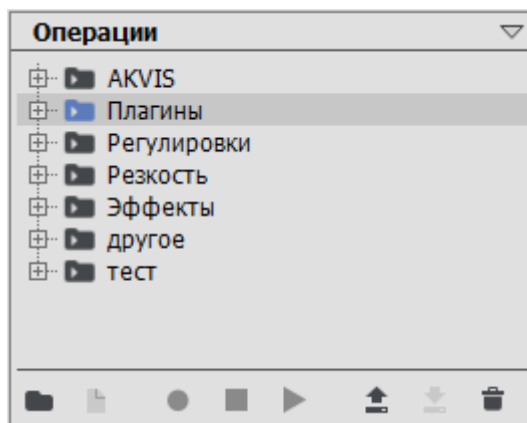 Операции
AKVIS
Плагины
Регулировки
Резкость
Эффекты
другое
тест